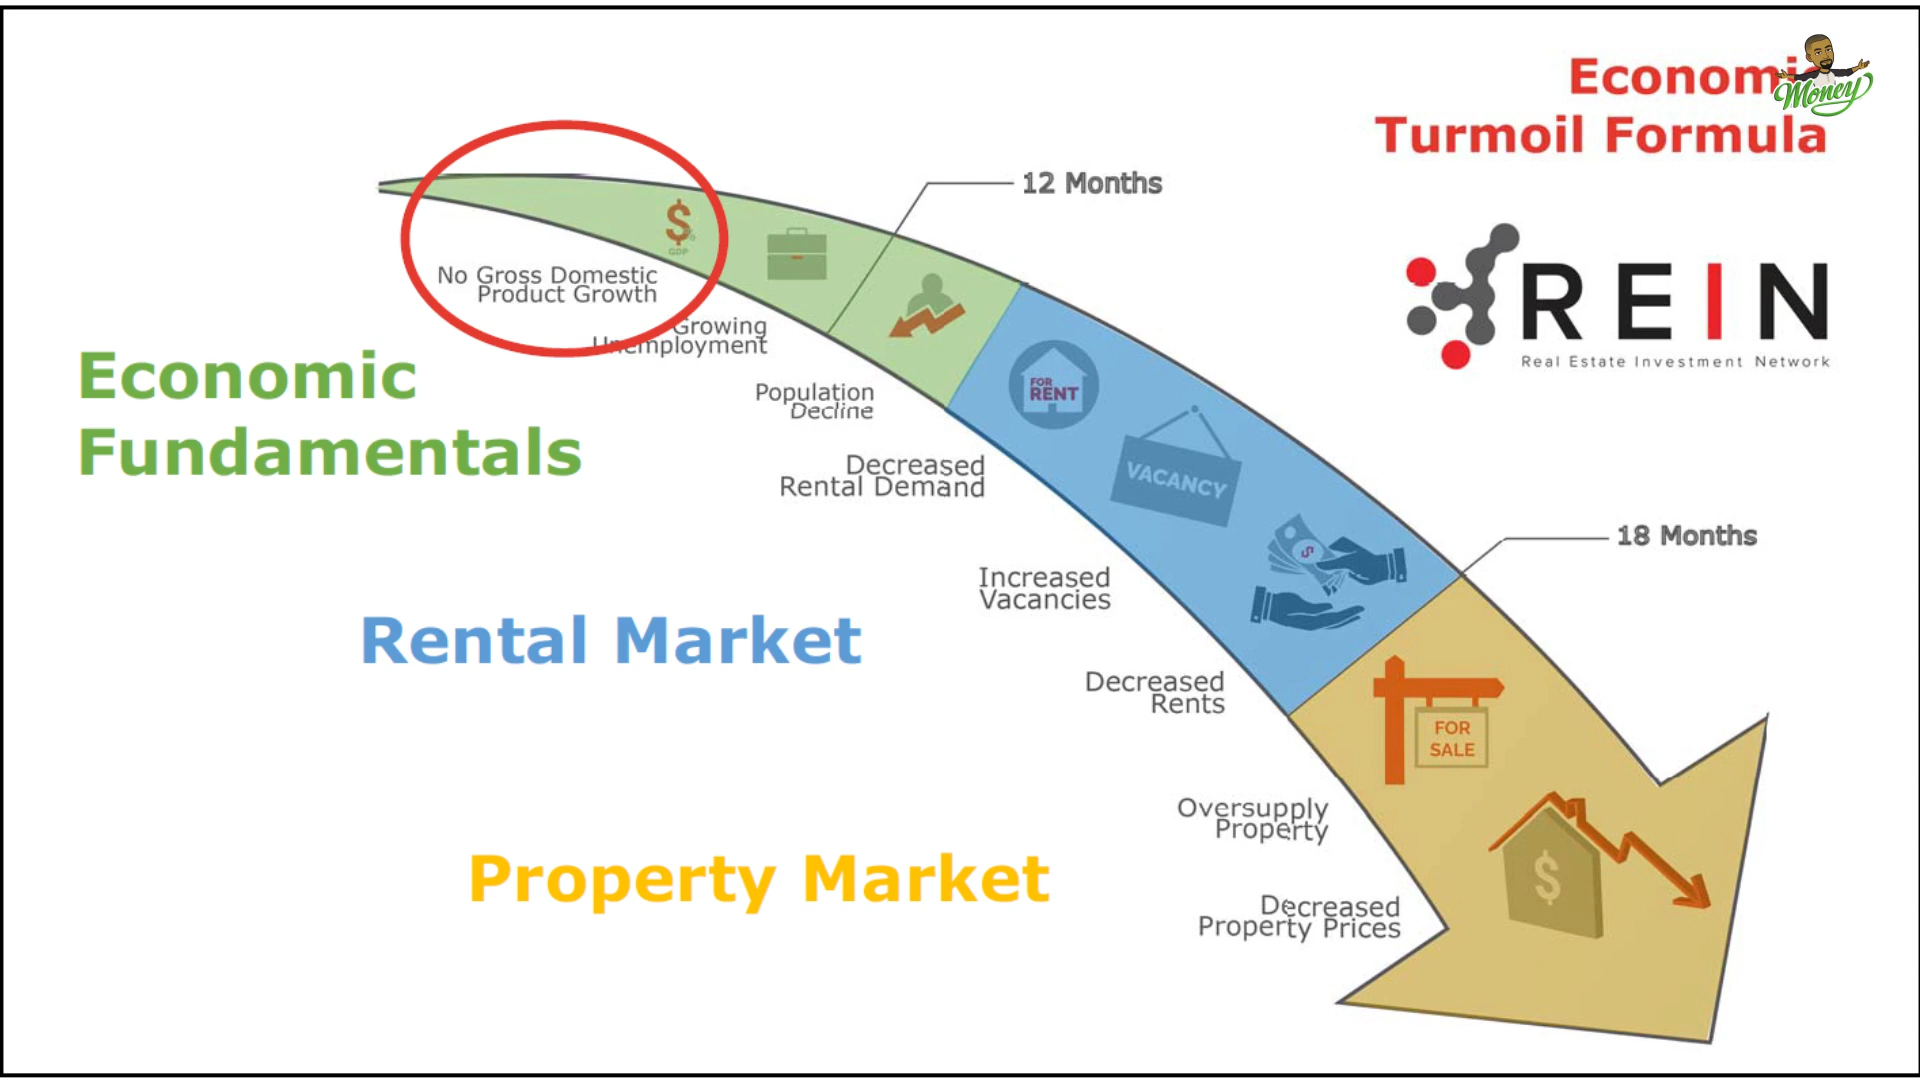 Economic
Turmoil Formula
Money
12 Months
REIN
Real Estate Investment Network
$
GDP
No Gross Domestic
Product Growth
Growing
Unemployment
Economic
Fundamentals
Population
Decline
FOR
RENT
Decreased
Rental Demand
VACANCY
18 Months
$
Increased
Vacancies
Rental Market
Decreased
Rents
FOR
SALE
Oversupply
Property
$
Property Market
Decreased
Property Prices